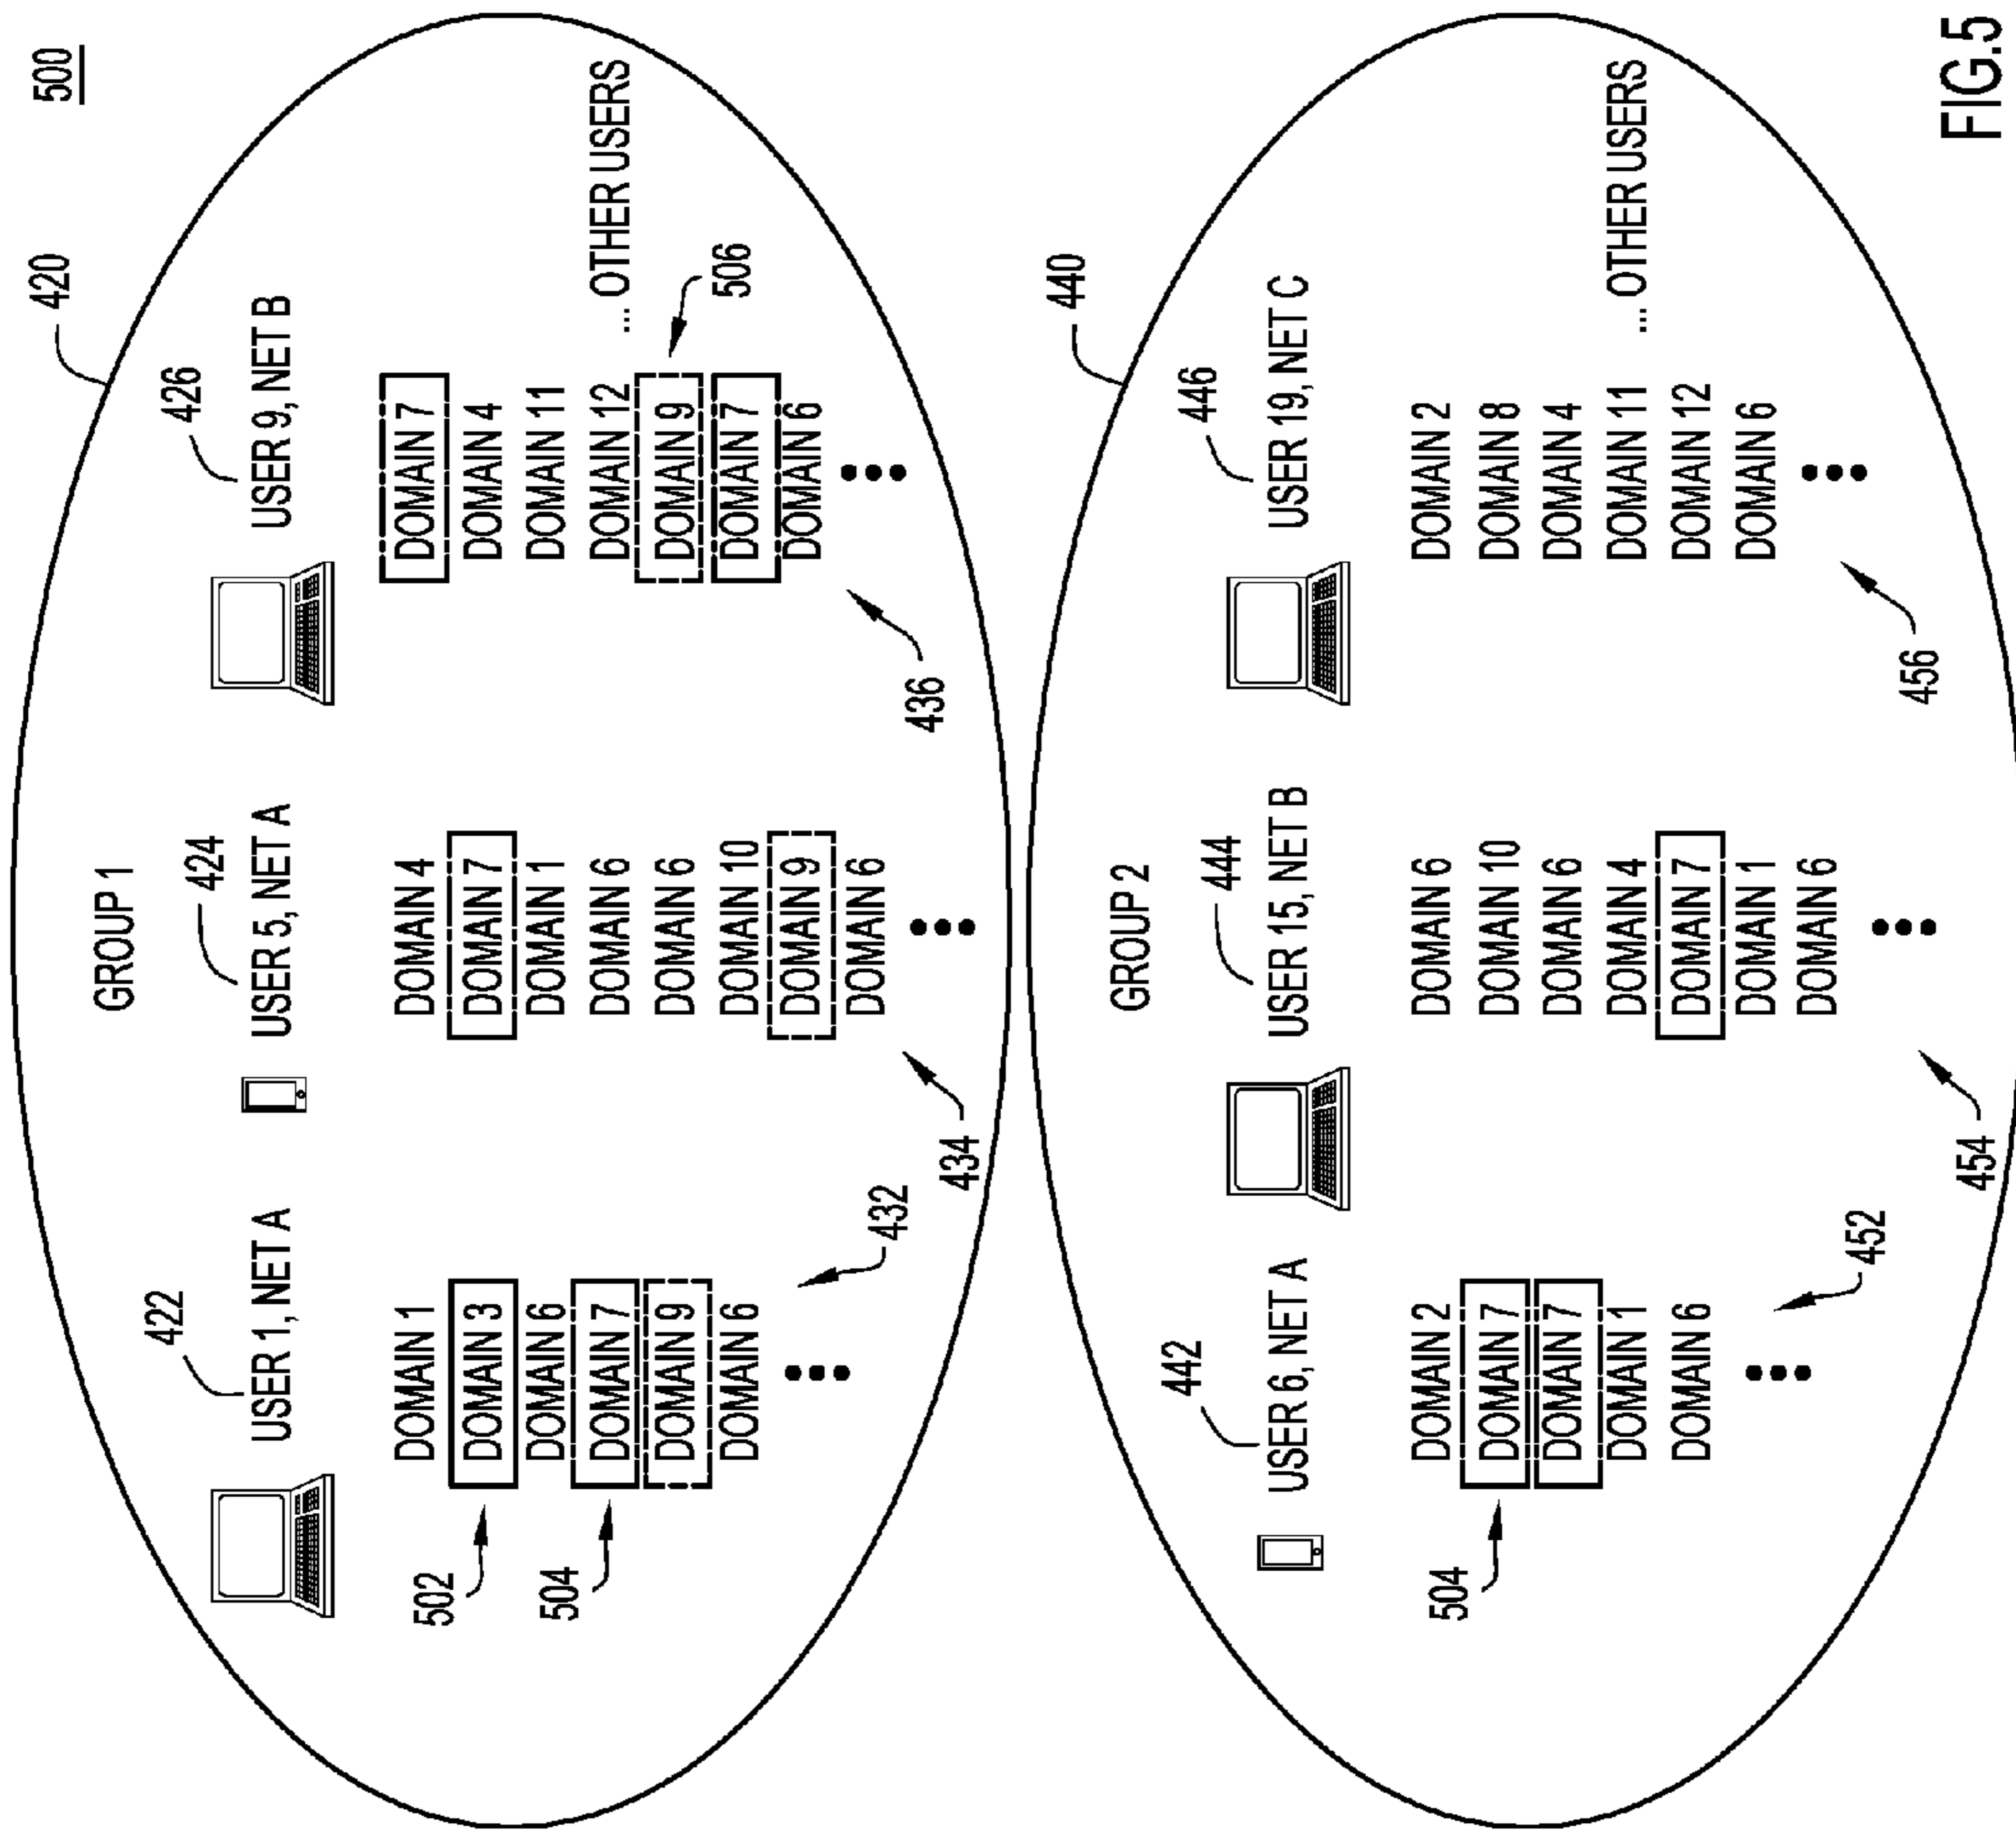 500
420
GROUP 1
422
USER 1, NET A
424
USER 5, NET A
426
USER 9, NET B
DOMAIN 1
DOMAIN 3
DOMAIN 6
DOMAIN 7
DOMAIN 9
DOMAIN 6
502
504
432
DOMAIN 4
DOMAIN 7
DOMAIN 1
DOMAIN 6
DOMAIN 6
DOMAIN 10
DOMAIN 9
DOMAIN 6
434
DOMAIN 7
DOMAIN 4
DOMAIN 11
DOMAIN 12
DOMAIN 9
DOMAIN 7
DOMAIN 6
436
... OTHER USERS
506
440
GROUP 2
442
USER 6, NET A
444
USER 15, NET B
446
USER 19, NET C
DOMAIN 2
DOMAIN 7
DOMAIN 7
DOMAIN 1
DOMAIN 6
504
452
DOMAIN 6
DOMAIN 10
DOMAIN 6
DOMAIN 4
DOMAIN 7
DOMAIN 1
DOMAIN 6
454
DOMAIN 2
DOMAIN 8
DOMAIN 4
DOMAIN 11
DOMAIN 12
DOMAIN 6
456
... OTHER USERS
FIG.5